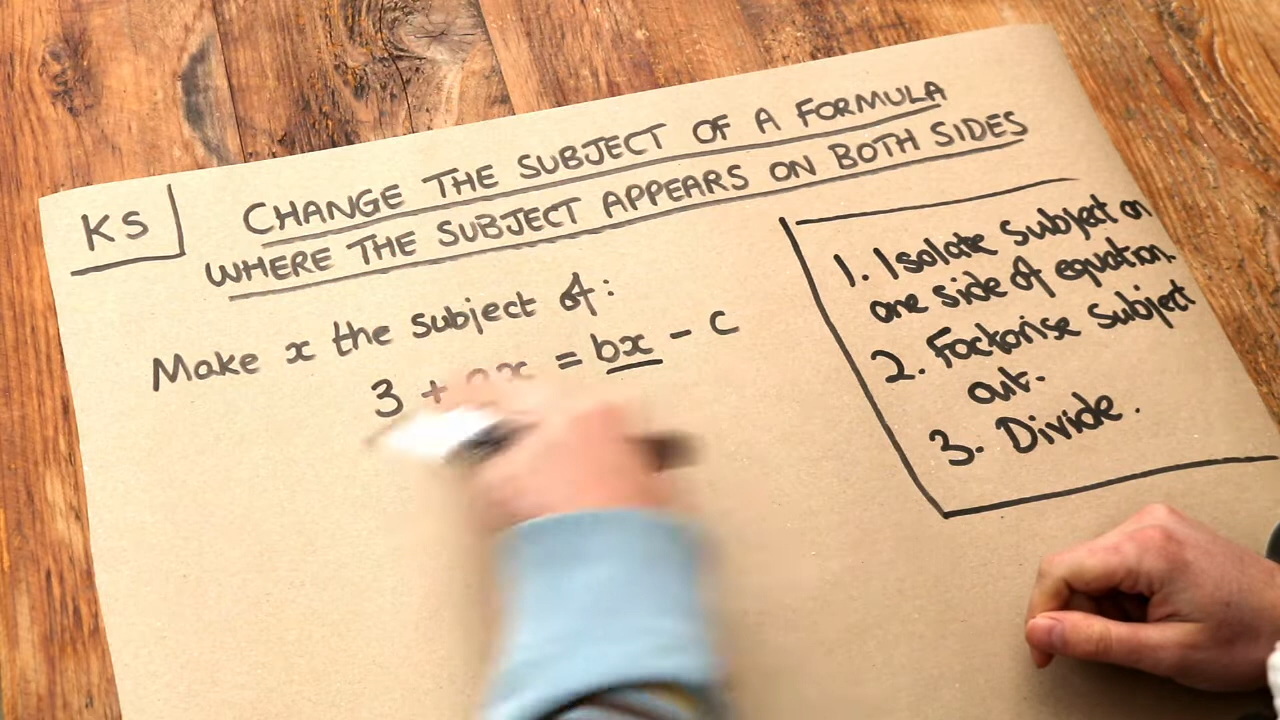 KS
CHANGE THE SUBJECT OF A FORMULA
WHERE THE SUBJECT APPEARS ON BOTH SIDES
Make x the subject of:
3 + ax = bx - c
1. Isolate subject on
one side of equation.
2. Factorise subject
out.
3. Divide.